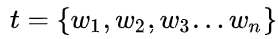 t = {w₁, w₂, w₃…wₙ}